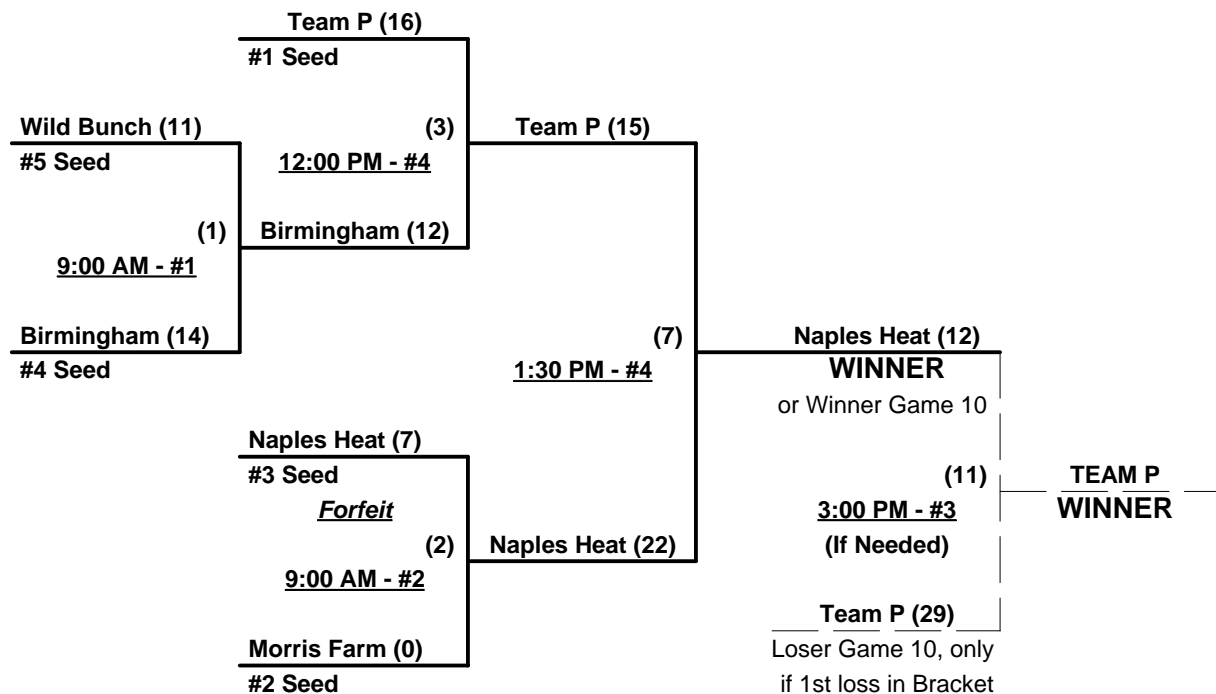 Team P (16)
#1 Seed
Wild Bunch (11)
#5 Seed
(3)
12:00 PM - #4
Team P (15)
(1)
9:00 AM - #1
Birmingham (12)
Birmingham (14)
#4 Seed
(7)
1:30 PM - #4
Naples Heat (12)
WINNER
or Winner Game 10
Naples Heat (7)
#3 Seed
Forfeit
(2)
9:00 AM - #2
Naples Heat (22)
(11)
3:00 PM - #3
(If Needed)
TEAM P
WINNER
Morris Farm (0)
#2 Seed
Team P (29)
Loser Game 10, only
if 1st loss in Bracket